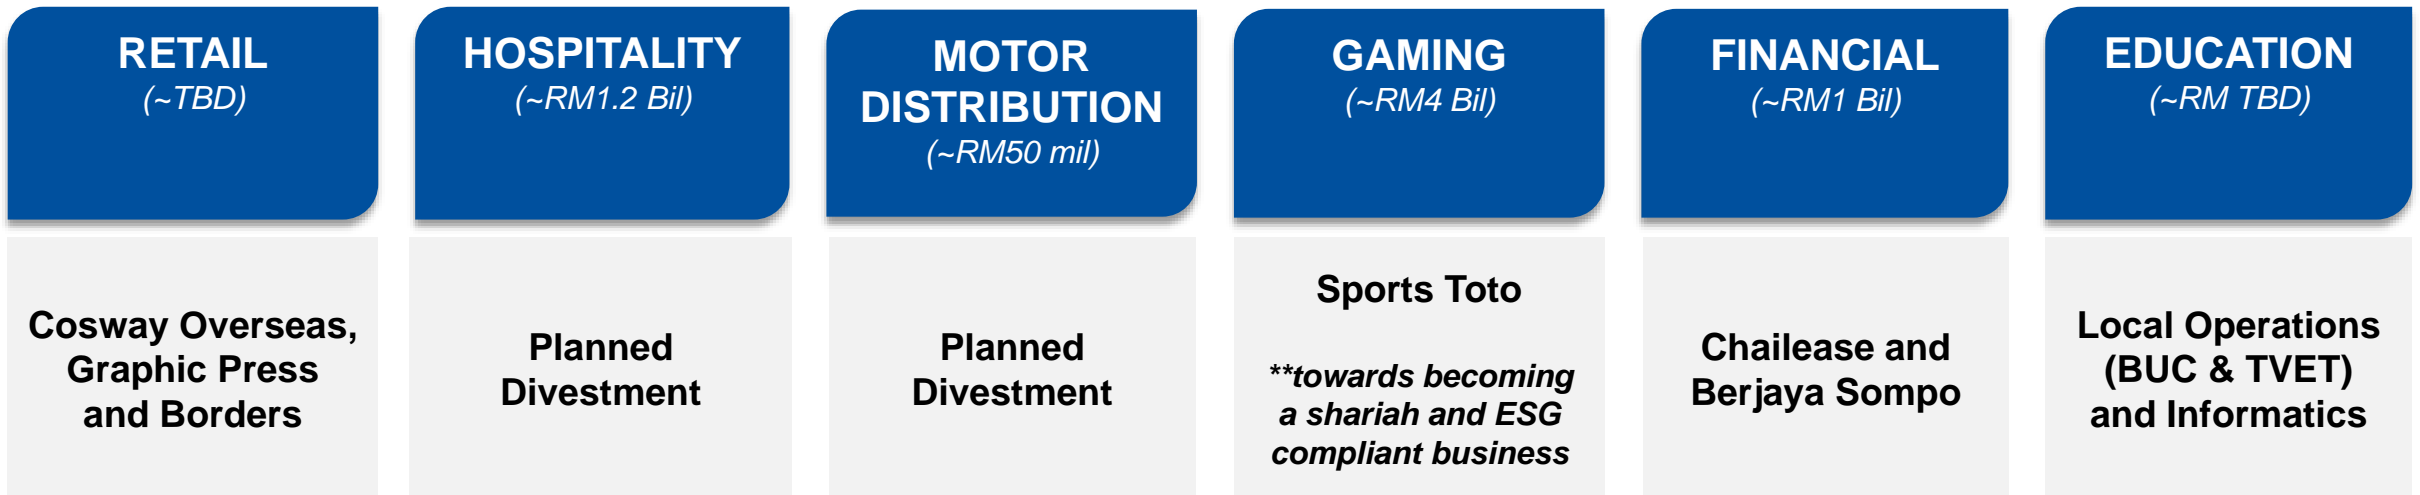 RETAIL
(~TBD)
Cosway Overseas,
Graphic Press
and Borders
HOSPITALITY
(~RM1.2 Bil)
Planned
Divestment
MOTOR
DISTRIBUTION
(~RM50 mil)
Planned
Divestment
GAMING
(~RM4 Bil)
Sports Toto
**towards becoming
a shariah and ESG
compliant business
FINANCIAL
(~RM1 Bil)
Chailease and
Berjaya Sompo
EDUCATION
(~RM TBD)
Local Operations
(BUC & TVET)
and Informatics